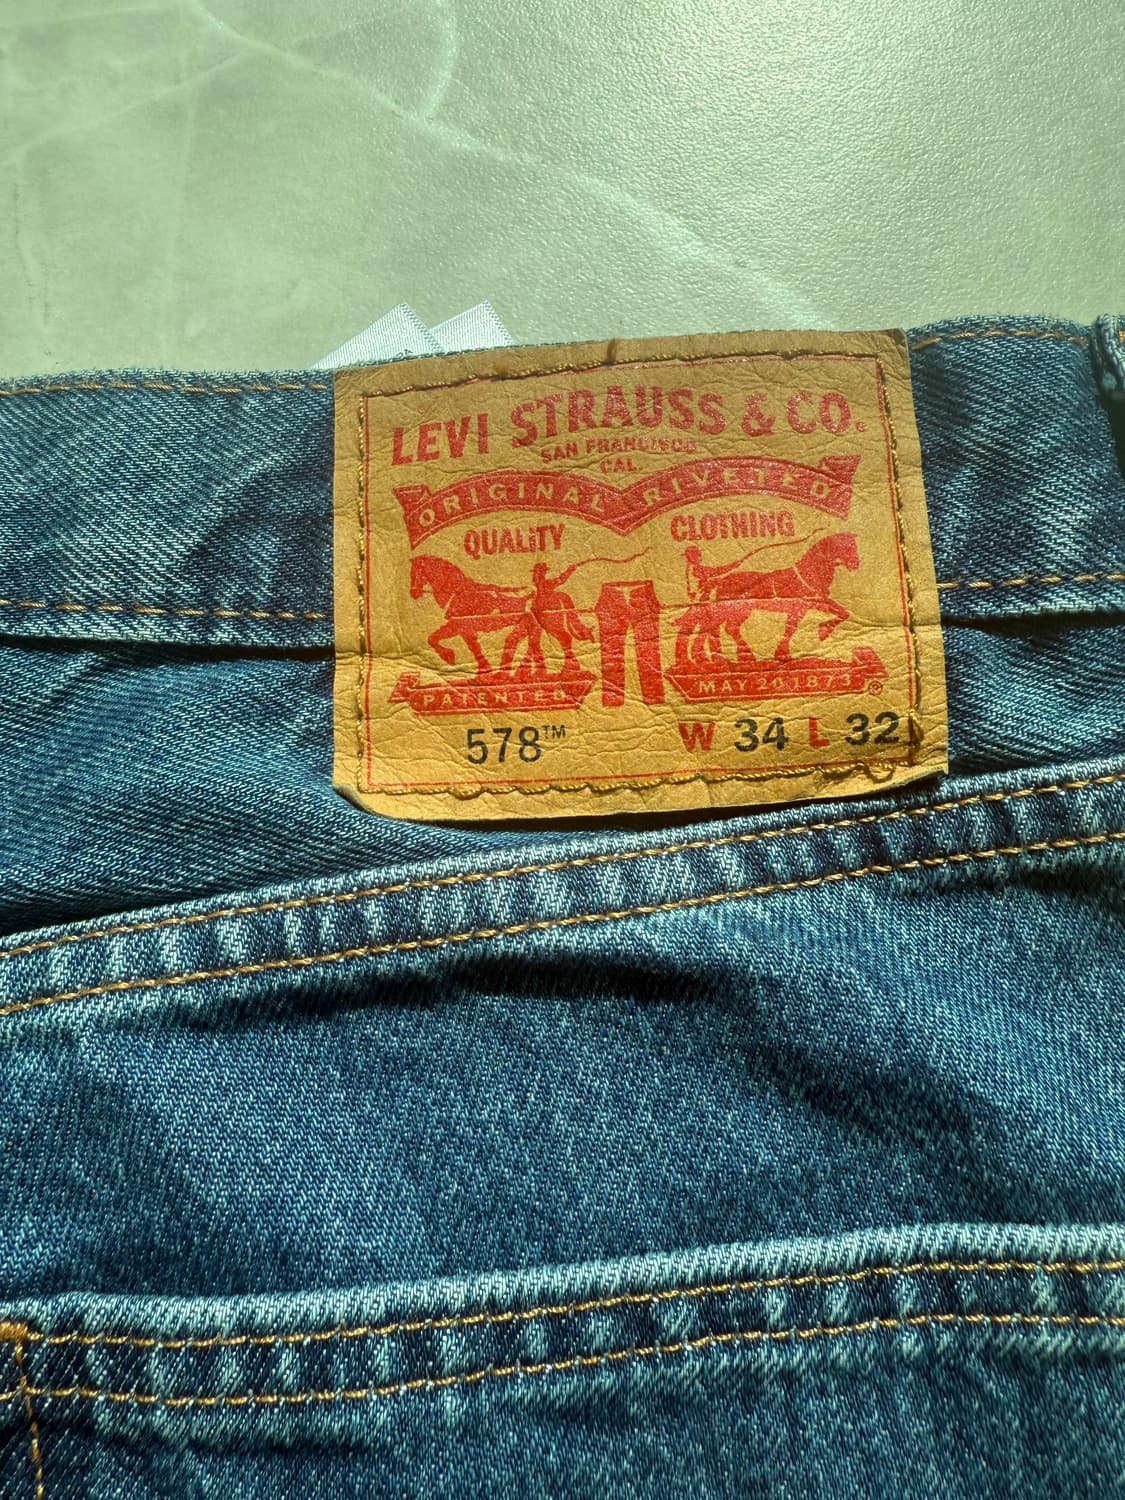 LEVI STRAUSS & CO.
SAN FRANCISCO
CAL.
ORIGINAL RIVETED
QUALITY CLOTHING
PATENTED MAY 20 1873 ®
578™ W 34 L 32